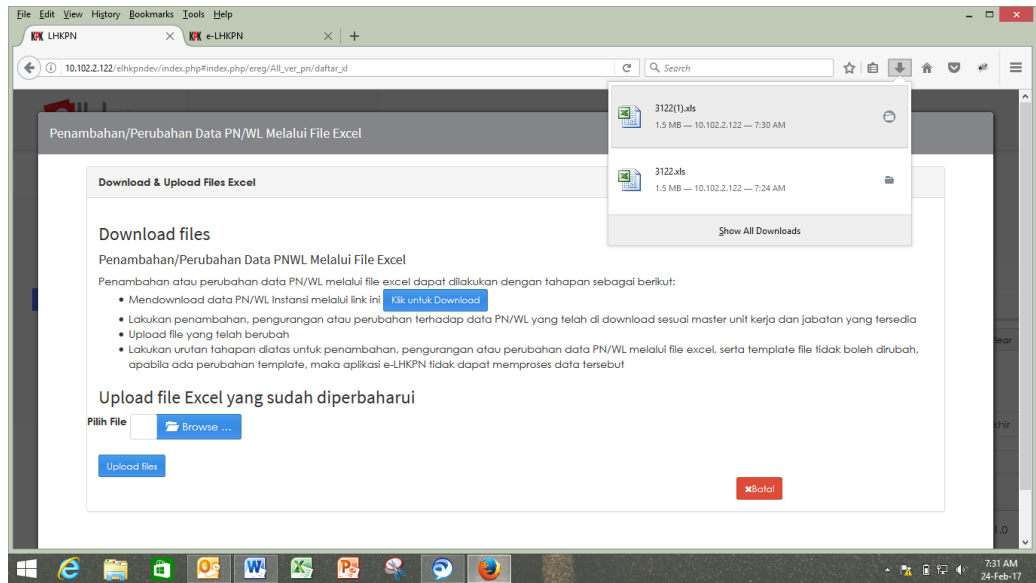 File Edit View History Bookmarks Tools Help
KPK LHKPN
KPK e-LHKPN
10.102.2.122/elhkpndev/index.php#index.php/ereg/All_ver_pn/daftar_xl
Search
Penambahan/Perubahan Data PN/WL Melalui File Excel
3122(1).xls
1.5 MB — 10.102.2.122 — 7:30 AM
3122.xls
1.5 MB — 10.102.2.122 — 7:24 AM
Show All Downloads
Download & Upload Files Excel
Download files
Penambahan/Perubahan Data PNWL Melalui File Excel
Penambahan atau perubahan data PN/WL melalui file excel dapat dilakukan dengan tahapan sebagai berikut:
• Mendownload data PN/WL Instansi melalui link ini Klik untuk Download
• Lakukan penambahan, pengurangan atau perubahan terhadap data PN/WL yang telah di download sesuai master unit kerja dan jabatan yang tersedia
• Upload file yang telah berubah
• Lakukan urutan tahapan diatas untuk penambahan, pengurangan atau perubahan data PN/WL melalui file excel, serta template file tidak boleh dirubah,
apabila ada perubahan template, maka aplikasi e-LHKPN tidak dapat memproses data tersebut
Upload file Excel yang sudah diperbaharui
Pilih File Browse ...
Upload files
Batal
lear
khir
1.0
7:31 AM
24-Feb-17